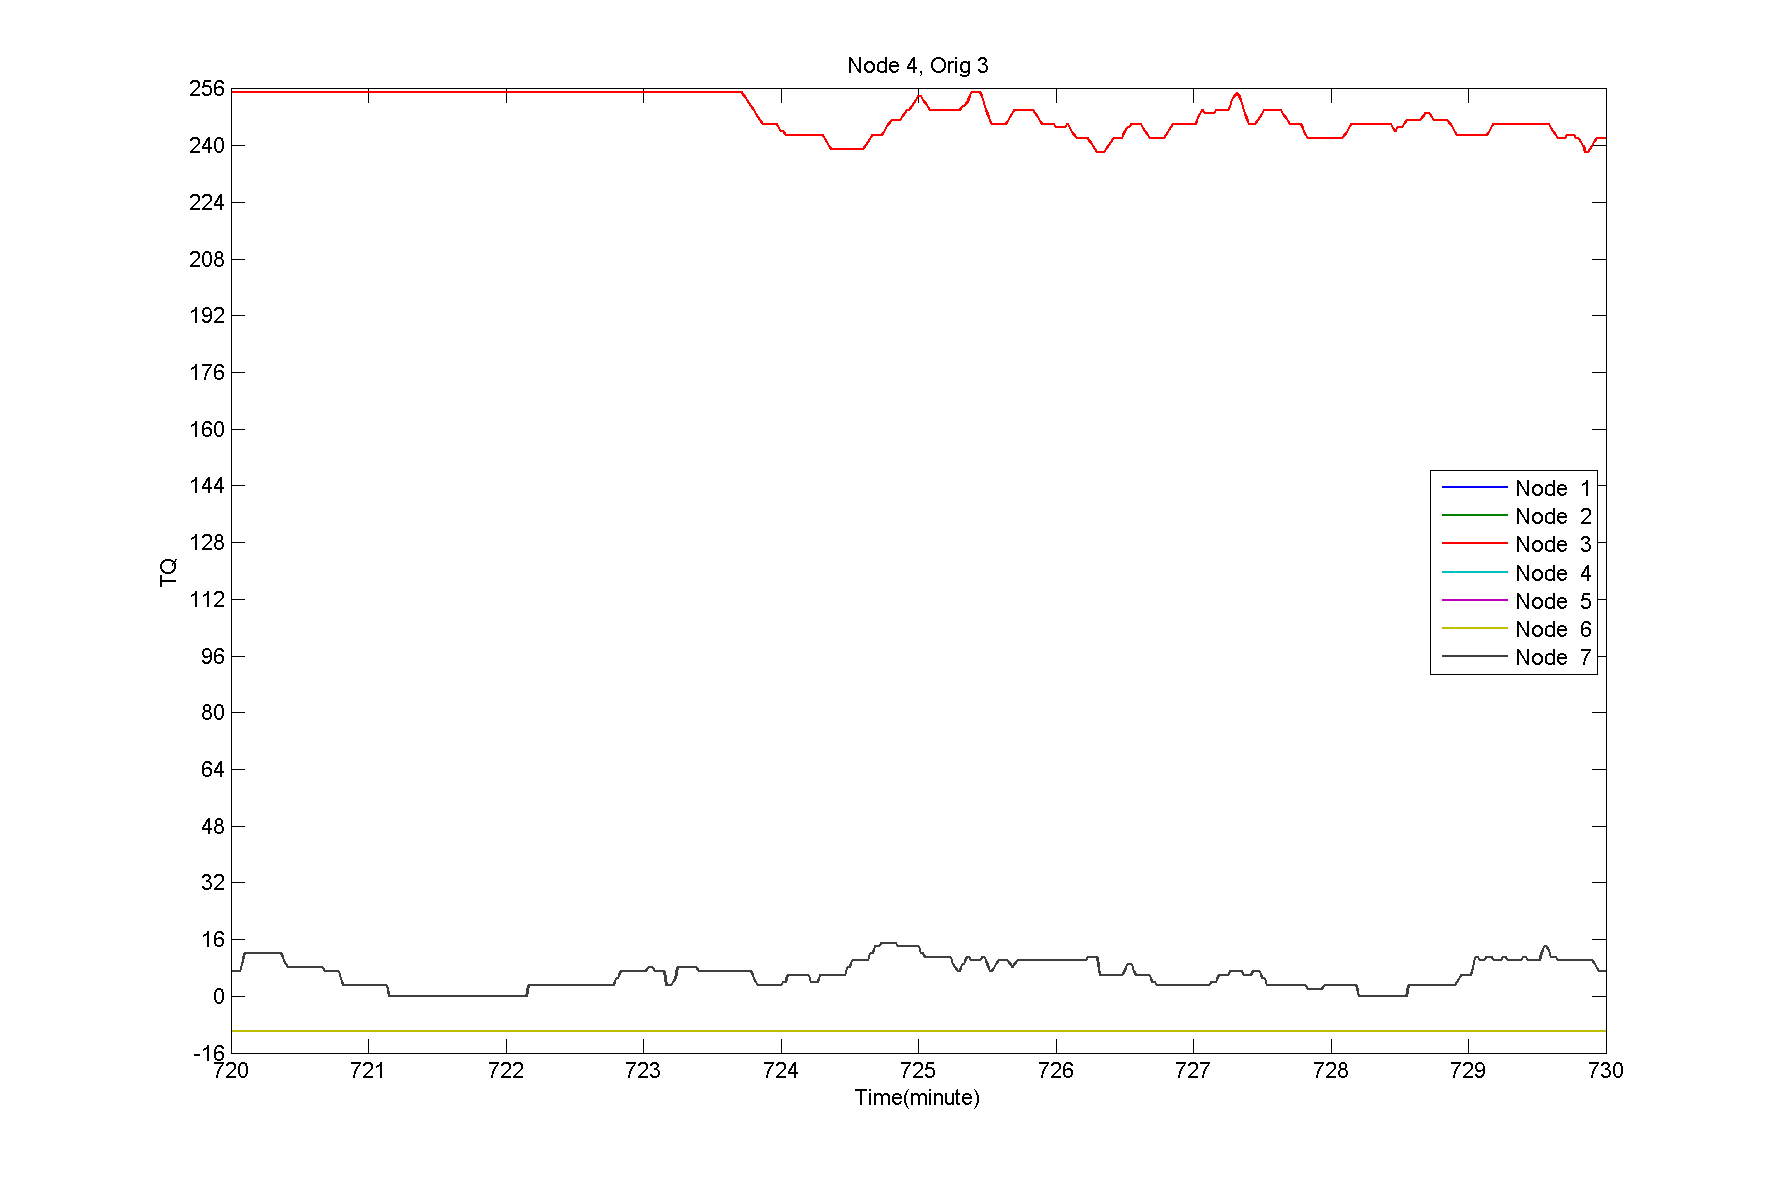 Node 4, Orig 3
256
240
224
208
192
176
160
144
128
112
96
80
64
48
32
16
0
-16
TQ
Node 1
Node 2
Node 3
Node 4
Node 5
Node 6
Node 7
720 721 722 723 724 725 726 727 728 729 730
Time(minute)